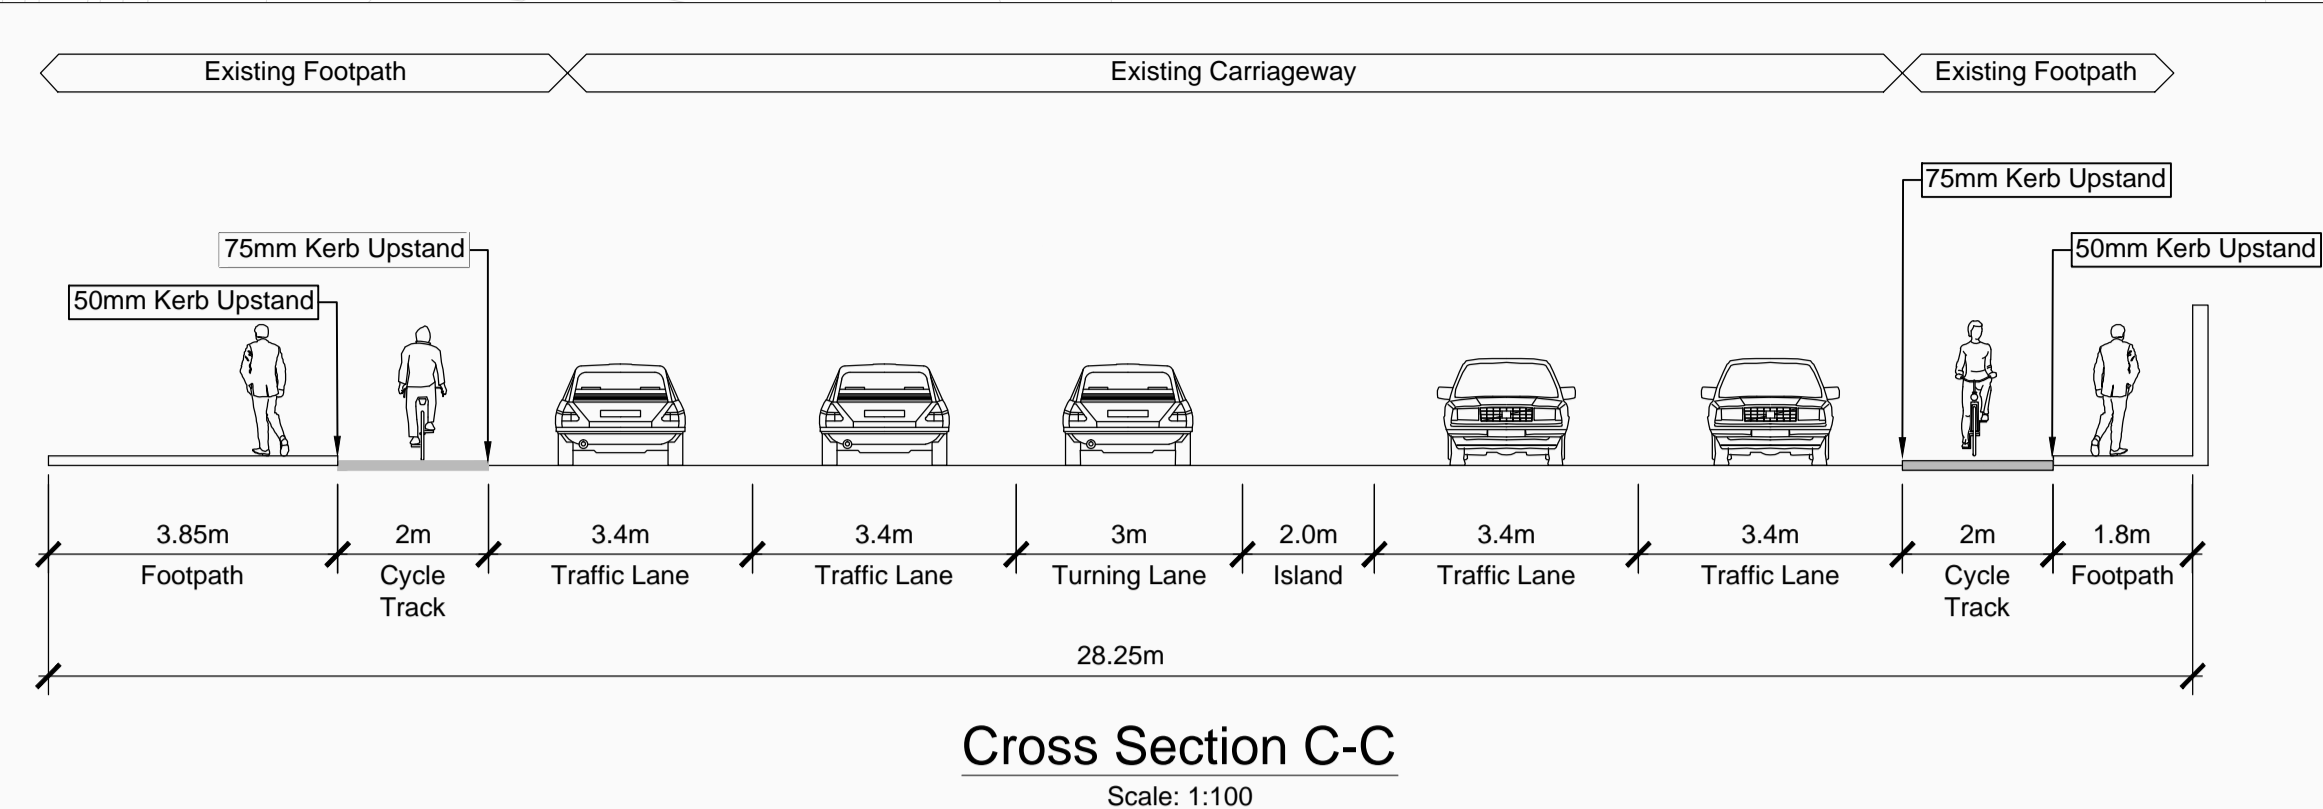 Existing Footpath
Existing Carriageway
Existing Footpath
75mm Kerb Upstand
75mm Kerb Upstand
50mm Kerb Upstand
50mm Kerb Upstand
3.85m
2m
3.4m
3.4m
3m
2.0m
3.4m
3.4m
2m
1.8m
Footpath
Cycle
Track
Traffic Lane
Traffic Lane
Turning Lane
Island
Traffic Lane
Traffic Lane
Cycle
Track
Footpath
28.25m
Cross Section C-C
Scale: 1:100